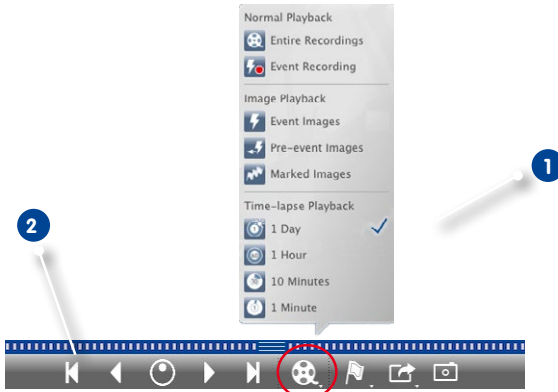 Normal Playback
Entire Recordings
Event Recording
Image Playback
Event Images
Pre-event Images
Marked Images
Time-lapse Playback
1 Day
1 Hour
10 Minutes
1 Minute
1
2